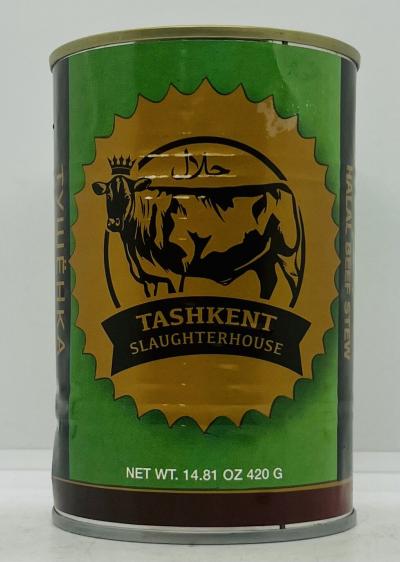 حلال
TASHKENT
SLAUGHTERHOUSE
NET WT. 14.81 OZ 420 G
ТУШЁНКА
HALAL BEEF STEW